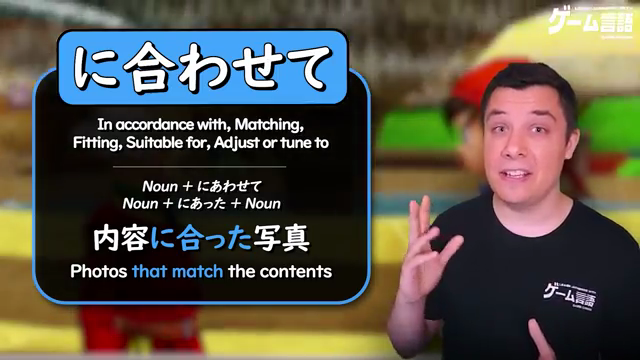 ゲーム言語
に合わせて
In accordance with, Matching,
Fitting, Suitable for, Adjust or tune to
Noun + にあわせて
Noun + にあった + Noun
内容に合った写真
Photos that match the contents
ゲーム言語